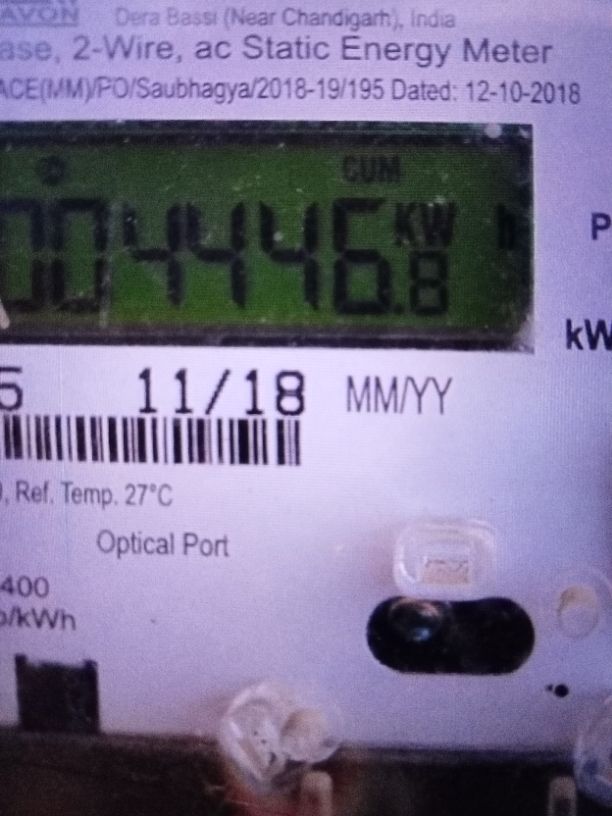 AVON Dera Bassi (Near Chandigarh), India
ase, 2-Wire, ac Static Energy Meter
ACE(MM)/PO/Saubhagya/2018-19/195 Dated: 12-10-2018
CUM
004446.8 KW h
P
kW
5 11/18 MM/YY
, Ref. Temp. 27°C
Optical Port
400
/kWh